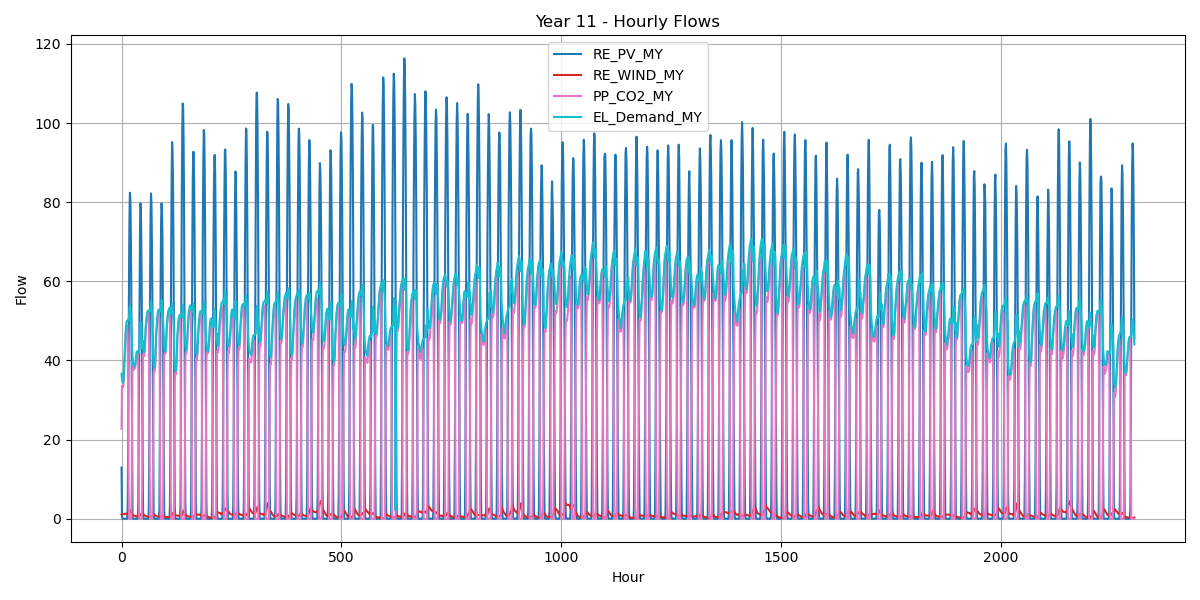 Year 11 - Hourly Flows
RE_PV_MY
RE_WIND_MY
PP_CO2_MY
EL_Demand_MY
Flow
120
100
80
60
40
20
0
0 500 1000 1500 2000
Hour